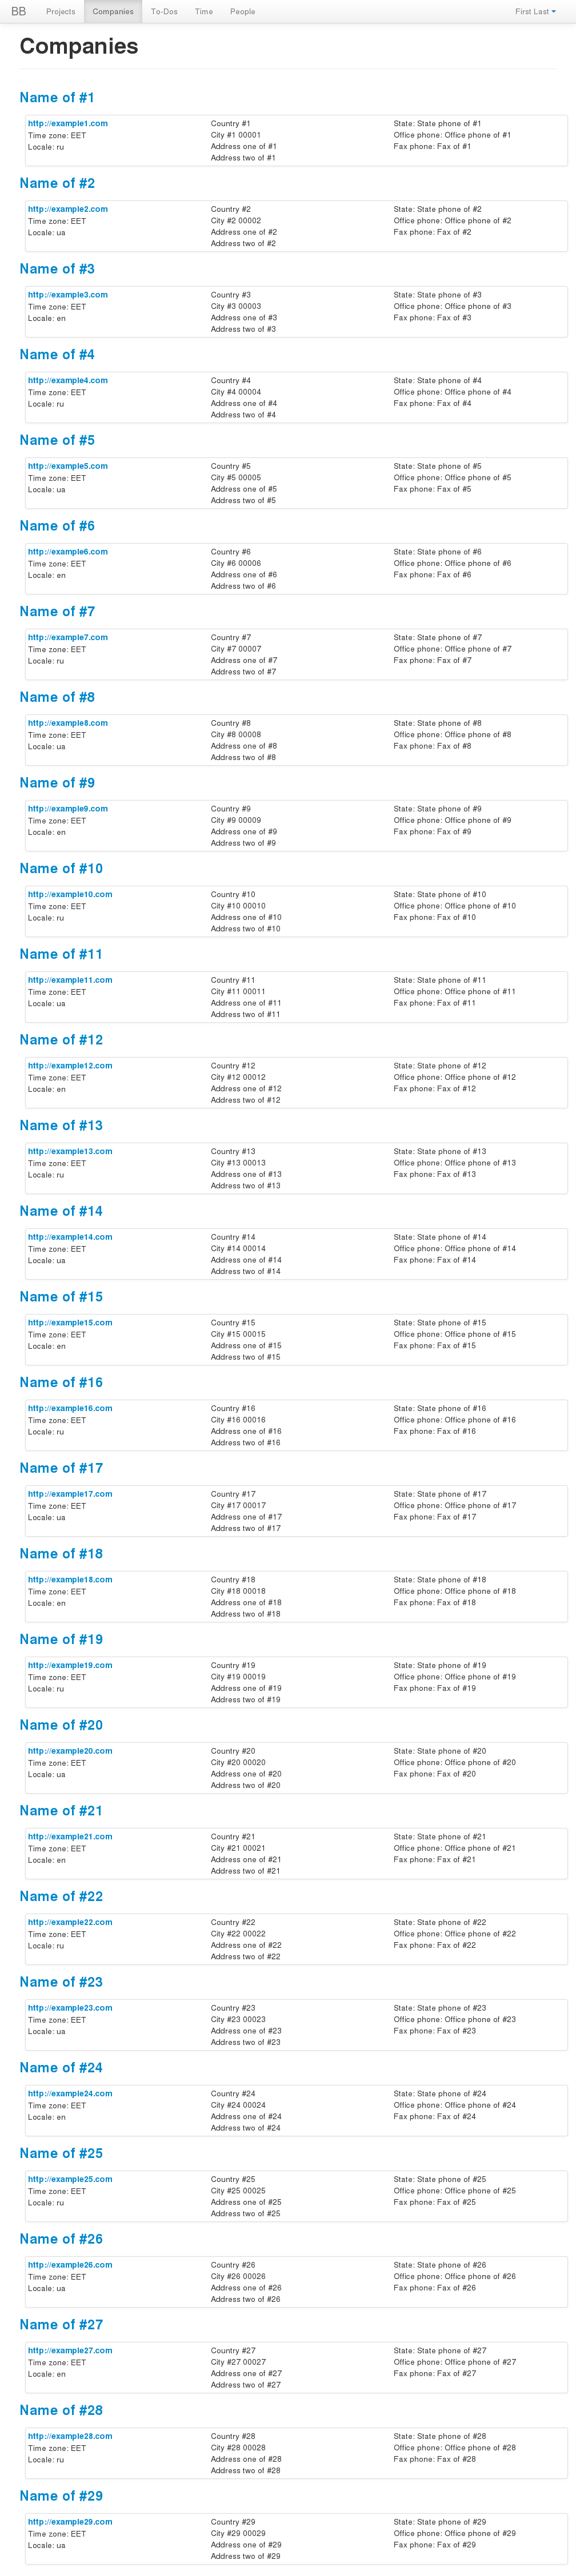 BB Projects Companies To-Dos Time People First Last
Companies
Name of #1
http://example1.com Country #1 State: State phone of #1
Time zone: EET City #1 00001 Office phone: Office phone of #1
Locale: ru Address one of #1 Fax phone: Fax of #1
Address two of #1
Name of #2
http://example2.com Country #2 State: State phone of #2
Time zone: EET City #2 00002 Office phone: Office phone of #2
Locale: ua Address one of #2 Fax phone: Fax of #2
Address two of #2
Name of #3
http://example3.com Country #3 State: State phone of #3
Time zone: EET City #3 00003 Office phone: Office phone of #3
Locale: en Address one of #3 Fax phone: Fax of #3
Address two of #3
Name of #4
http://example4.com Country #4 State: State phone of #4
Time zone: EET City #4 00004 Office phone: Office phone of #4
Locale: ru Address one of #4 Fax phone: Fax of #4
Address two of #4
Name of #5
http://example5.com Country #5 State: State phone of #5
Time zone: EET City #5 00005 Office phone: Office phone of #5
Locale: ua Address one of #5 Fax phone: Fax of #5
Address two of #5
Name of #6
http://example6.com Country #6 State: State phone of #6
Time zone: EET City #6 00006 Office phone: Office phone of #6
Locale: en Address one of #6 Fax phone: Fax of #6
Address two of #6
Name of #7
http://example7.com Country #7 State: State phone of #7
Time zone: EET City #7 00007 Office phone: Office phone of #7
Locale: ru Address one of #7 Fax phone: Fax of #7
Address two of #7
Name of #8
http://example8.com Country #8 State: State phone of #8
Time zone: EET City #8 00008 Office phone: Office phone of #8
Locale: ua Address one of #8 Fax phone: Fax of #8
Address two of #8
Name of #9
http://example9.com Country #9 State: State phone of #9
Time zone: EET City #9 00009 Office phone: Office phone of #9
Locale: en Address one of #9 Fax phone: Fax of #9
Address two of #9
Name of #10
http://example10.com Country #10 State: State phone of #10
Time zone: EET City #10 00010 Office phone: Office phone of #10
Locale: ru Address one of #10 Fax phone: Fax of #10
Address two of #10
Name of #11
http://example11.com Country #11 State: State phone of #11
Time zone: EET City #11 00011 Office phone: Office phone of #11
Locale: ua Address one of #11 Fax phone: Fax of #11
Address two of #11
Name of #12
http://example12.com Country #12 State: State phone of #12
Time zone: EET City #12 00012 Office phone: Office phone of #12
Locale: en Address one of #12 Fax phone: Fax of #12
Address two of #12
Name of #13
http://example13.com Country #13 State: State phone of #13
Time zone: EET City #13 00013 Office phone: Office phone of #13
Locale: ru Address one of #13 Fax phone: Fax of #13
Address two of #13
Name of #14
http://example14.com Country #14 State: State phone of #14
Time zone: EET City #14 00014 Office phone: Office phone of #14
Locale: ua Address one of #14 Fax phone: Fax of #14
Address two of #14
Name of #15
http://example15.com Country #15 State: State phone of #15
Time zone: EET City #15 00015 Office phone: Office phone of #15
Locale: en Address one of #15 Fax phone: Fax of #15
Address two of #15
Name of #16
http://example16.com Country #16 State: State phone of #16
Time zone: EET City #16 00016 Office phone: Office phone of #16
Locale: ru Address one of #16 Fax phone: Fax of #16
Address two of #16
Name of #17
http://example17.com Country #17 State: State phone of #17
Time zone: EET City #17 00017 Office phone: Office phone of #17
Locale: ua Address one of #17 Fax phone: Fax of #17
Address two of #17
Name of #18
http://example18.com Country #18 State: State phone of #18
Time zone: EET City #18 00018 Office phone: Office phone of #18
Locale: en Address one of #18 Fax phone: Fax of #18
Address two of #18
Name of #19
http://example19.com Country #19 State: State phone of #19
Time zone: EET City #19 00019 Office phone: Office phone of #19
Locale: ru Address one of #19 Fax phone: Fax of #19
Address two of #19
Name of #20
http://example20.com Country #20 State: State phone of #20
Time zone: EET City #20 00020 Office phone: Office phone of #20
Locale: ua Address one of #20 Fax phone: Fax of #20
Address two of #20
Name of #21
http://example21.com Country #21 State: State phone of #21
Time zone: EET City #21 00021 Office phone: Office phone of #21
Locale: en Address one of #21 Fax phone: Fax of #21
Address two of #21
Name of #22
http://example22.com Country #22 State: State phone of #22
Time zone: EET City #22 00022 Office phone: Office phone of #22
Locale: ru Address one of #22 Fax phone: Fax of #22
Address two of #22
Name of #23
http://example23.com Country #23 State: State phone of #23
Time zone: EET City #23 00023 Office phone: Office phone of #23
Locale: ua Address one of #23 Fax phone: Fax of #23
Address two of #23
Name of #24
http://example24.com Country #24 State: State phone of #24
Time zone: EET City #24 00024 Office phone: Office phone of #24
Locale: en Address one of #24 Fax phone: Fax of #24
Address two of #24
Name of #25
http://example25.com Country #25 State: State phone of #25
Time zone: EET City #25 00025 Office phone: Office phone of #25
Locale: ru Address one of #25 Fax phone: Fax of #25
Address two of #25
Name of #26
http://example26.com Country #26 State: State phone of #26
Time zone: EET City #26 00026 Office phone: Office phone of #26
Locale: ua Address one of #26 Fax phone: Fax of #26
Address two of #26
Name of #27
http://example27.com Country #27 State: State phone of #27
Time zone: EET City #27 00027 Office phone: Office phone of #27
Locale: en Address one of #27 Fax phone: Fax of #27
Address two of #27
Name of #28
http://example28.com Country #28 State: State phone of #28
Time zone: EET City #28 00028 Office phone: Office phone of #28
Locale: ru Address one of #28 Fax phone: Fax of #28
Address two of #28
Name of #29
http://example29.com Country #29 State: State phone of #29
Time zone: EET City #29 00029 Office phone: Office phone of #29
Locale: ua Address one of #29 Fax phone: Fax of #29
Address two of #29